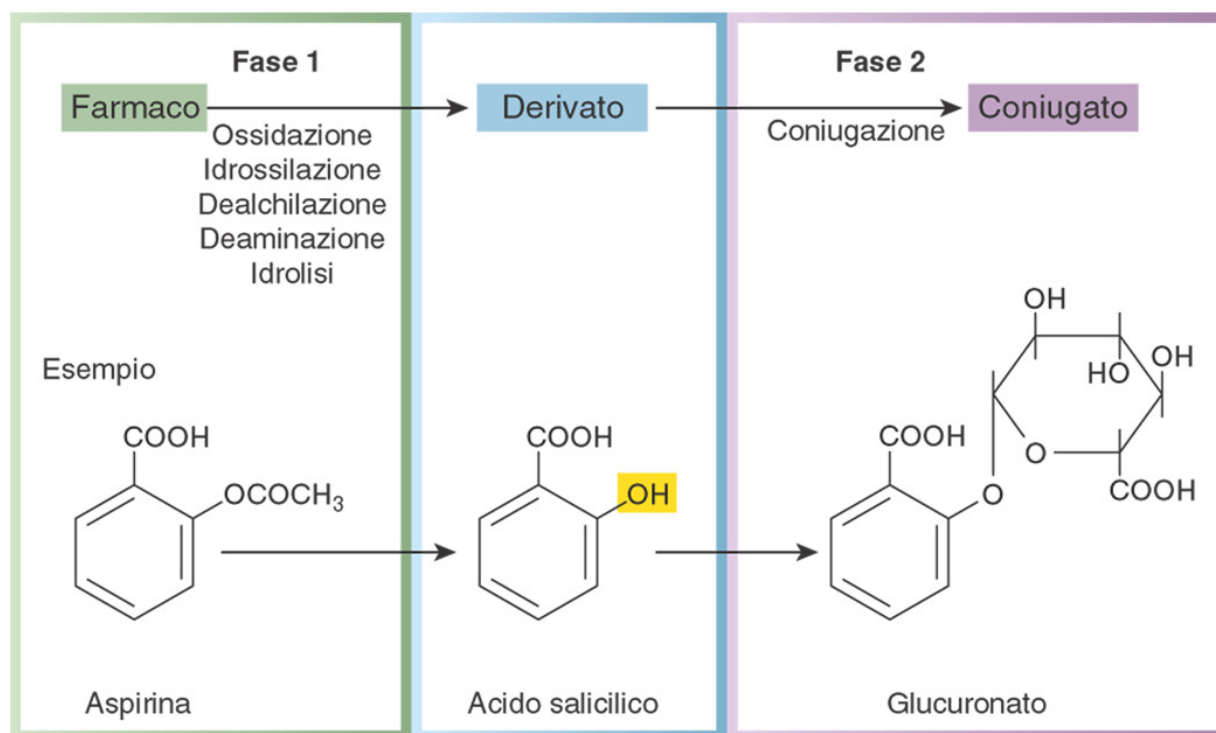 Fase 1
Fase 2
Farmaco
Derivato
Coniugato
Ossidazione
Idrossilazione
Dealchilazione
Deaminazione
Idrolisi
Coniugazione
Esempio
COOH
OCOCH3
COOH
OH
COOH
O
O
OH
HO
OH
COOH
Aspirina
Acido salicilico
Glucuronato